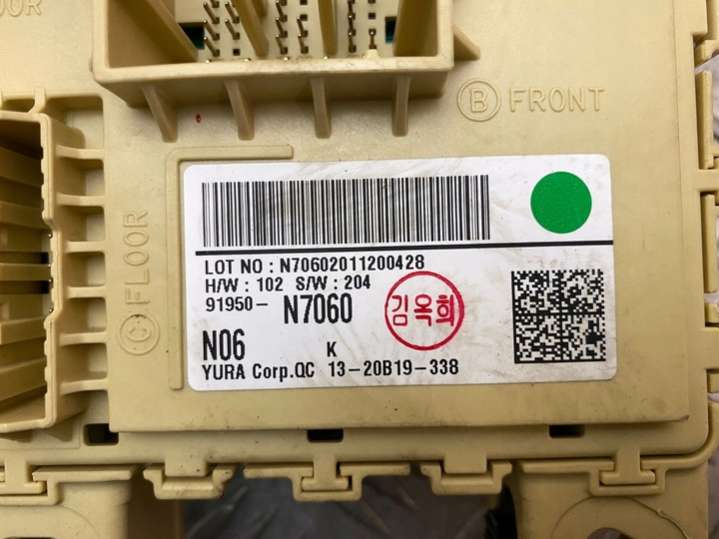 OOR
B FRONT
C FLOOR
LOT NO : N70602011200428
H/W : 102 S/W : 204
91950- N7060
김옥희
N06 K
YURA Corp.QC 13-20B19-338